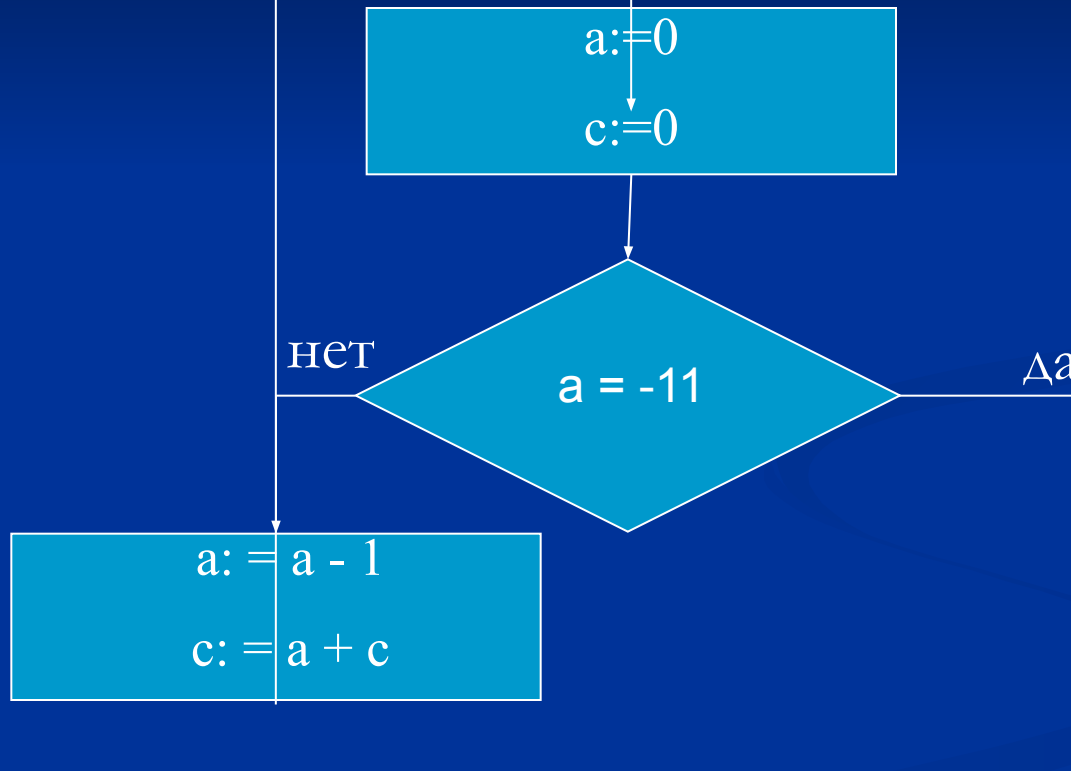 a:=0
c:=0
нет
a = -11
да
a: = a - 1
c: = a + c